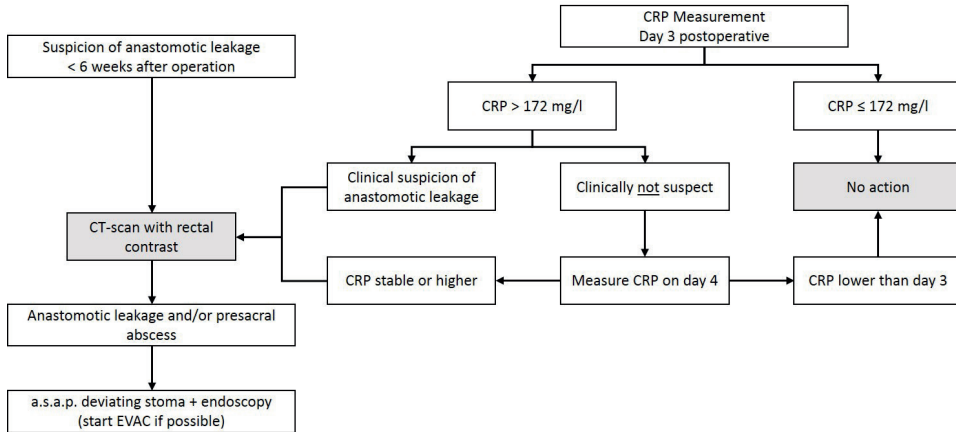 CRP Measurement
Day 3 postoperative
Suspicion of anastomotic leakage
< 6 weeks after operation
CRP > 172 mg/l
CRP ≤ 172 mg/l
Clinical suspicion of
anastomotic leakage
Clinically not suspect
No action
CT-scan with rectal
contrast
CRP stable or higher
Measure CRP on day 4
CRP lower than day 3
Anastomotic leakage and/or presacral
abscess
a.s.a.p. deviating stoma + endoscopy
(start EVAC if possible)